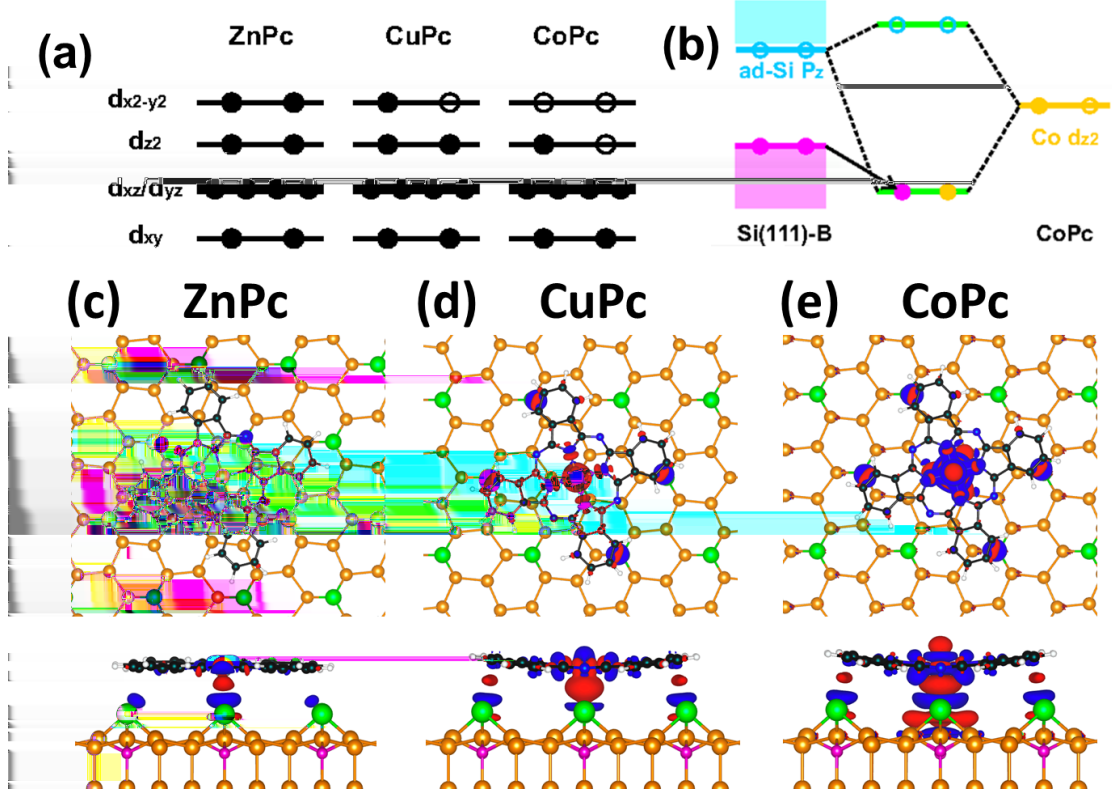 (a) ZnPc CuPc CoPc
dx2-y2
dz2
dxz/dyz
dxy
(b)
ad-Si Pz
Co dz2
Si(111)-B CoPc
(c) ZnPc
(d) CuPc
(e) CoPc